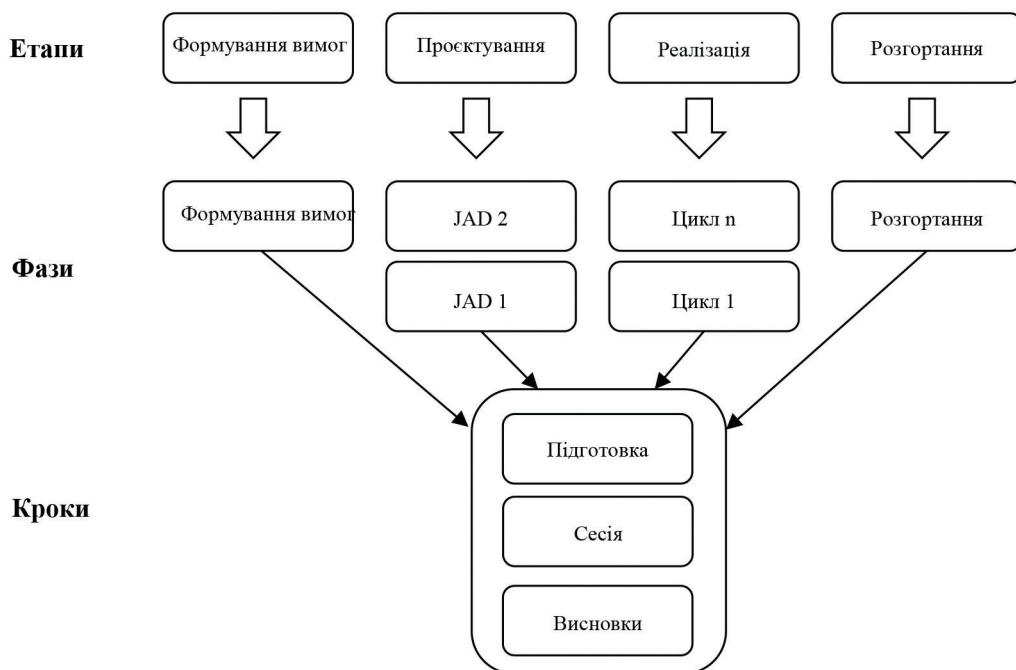 Етапи
Формування вимог
Проєктування
Реалізація
Розгортання
Формування вимог
JAD 2
Цикл n
Розгортання
Фази
JAD 1
Цикл 1
Підготовка
Кроки
Сесія
Висновки